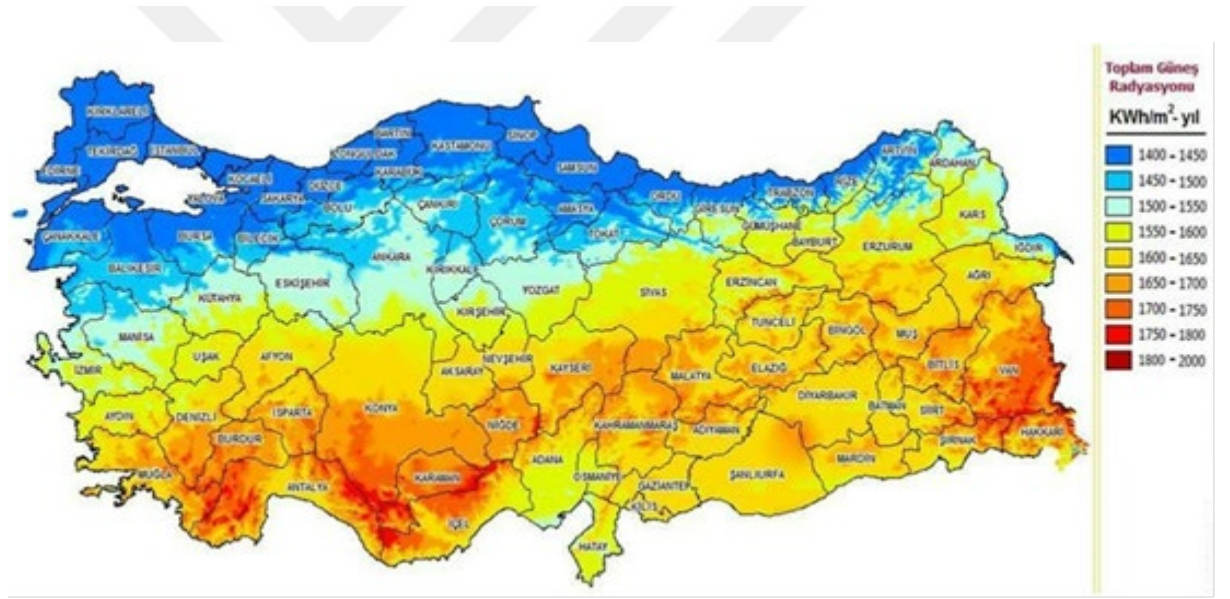 Toplam Güneş
Radyasyonu
KWh/m²- yıl
1400 - 1450
1450 - 1500
1500 - 1550
1550 - 1600
1600 - 1650
1650 - 1700
1700 - 1750
1750 - 1800
1800 - 2000
KIRKLARELİ
TEKİRDAĞ
İSTANBUL
EDİRNE
KOCAELİ
YALOVA
SAKARYA
DÜZCE
ZONGULDAK
BARTIN
KARABÜK
KASTAMONU
SİNOP
SAMSUN
ORDU
GİRESUN
TRABZON
RİZE
ARTVİN
ARDAHAN
ÇANAKKALE
BURSA
BİLECİK
BOLU
ÇANKIRI
ÇORUM
AMASYA
TOKAT
GÜMÜŞHANE
BAYBURT
ERZURUM
KARS
IĞDIR
BALIKESİR
KÜTAHYA
ESKİŞEHİR
ANKARA
KIRIKKALE
YOZGAT
SİVAS
ERZİNCAN
AĞRI
MANİSA
UŞAK
AFYON
KIRŞEHİR
NEVŞEHİR
KAYSERİ
MALATYA
TUNCELİ
BİNGÖL
MUŞ
İZMİR
AKSARAY
ELAZIĞ
BİTLİS
VAN
AYDIN
DENİZLİ
ISPARTA
KONYA
NİĞDE
KAHRAMANMARAŞ
ADIYAMAN
DİYARBAKIR
BATMAN
SİİRT
BURDUR
MUĞLA
ANTALYA
KARAMAN
İÇEL
ADANA
OSMANİYE
GAZİANTEP
KİLİS
ŞANLIURFA
MARDİN
ŞIRNAK
HAKKARİ
HATAY